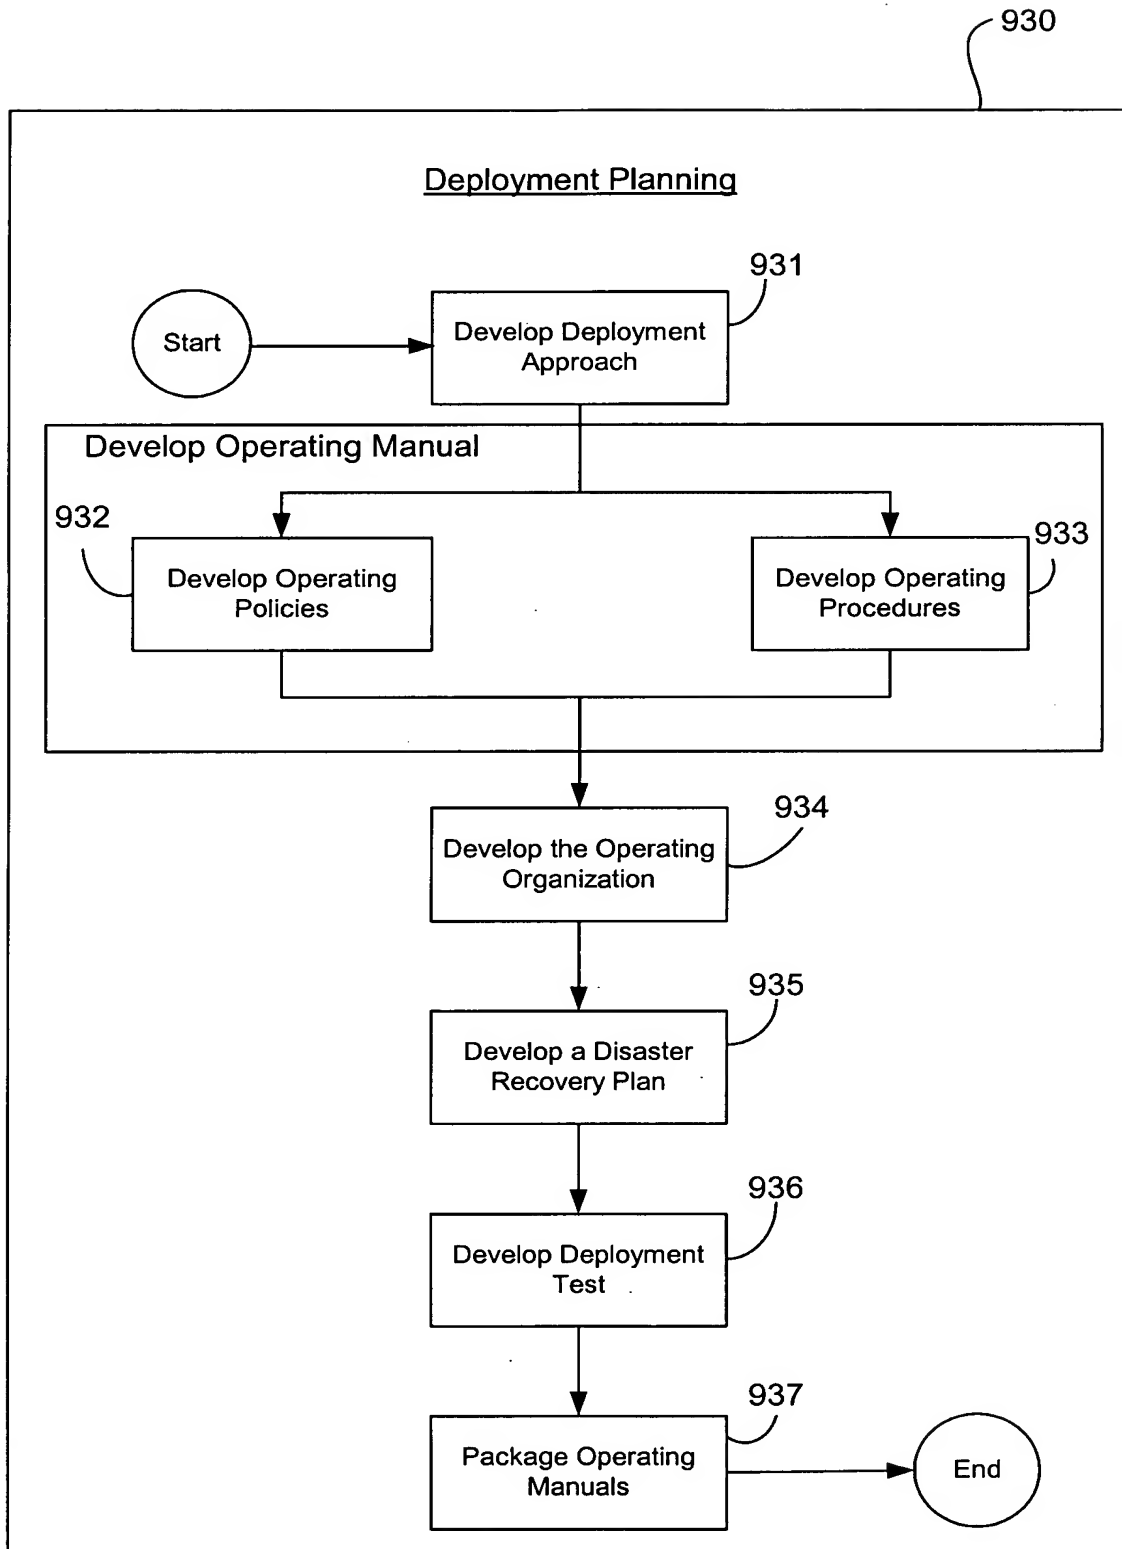 930
Deployment Planning
931
Start
Develop Deployment
Approach
Develop Operating Manual
932
933
Develop Operating
Policies
Develop Operating
Procedures
934
Develop the Operating
Organization
935
Develop a Disaster
Recovery Plan
936
Develop Deployment
Test
937
Package Operating
Manuals
End